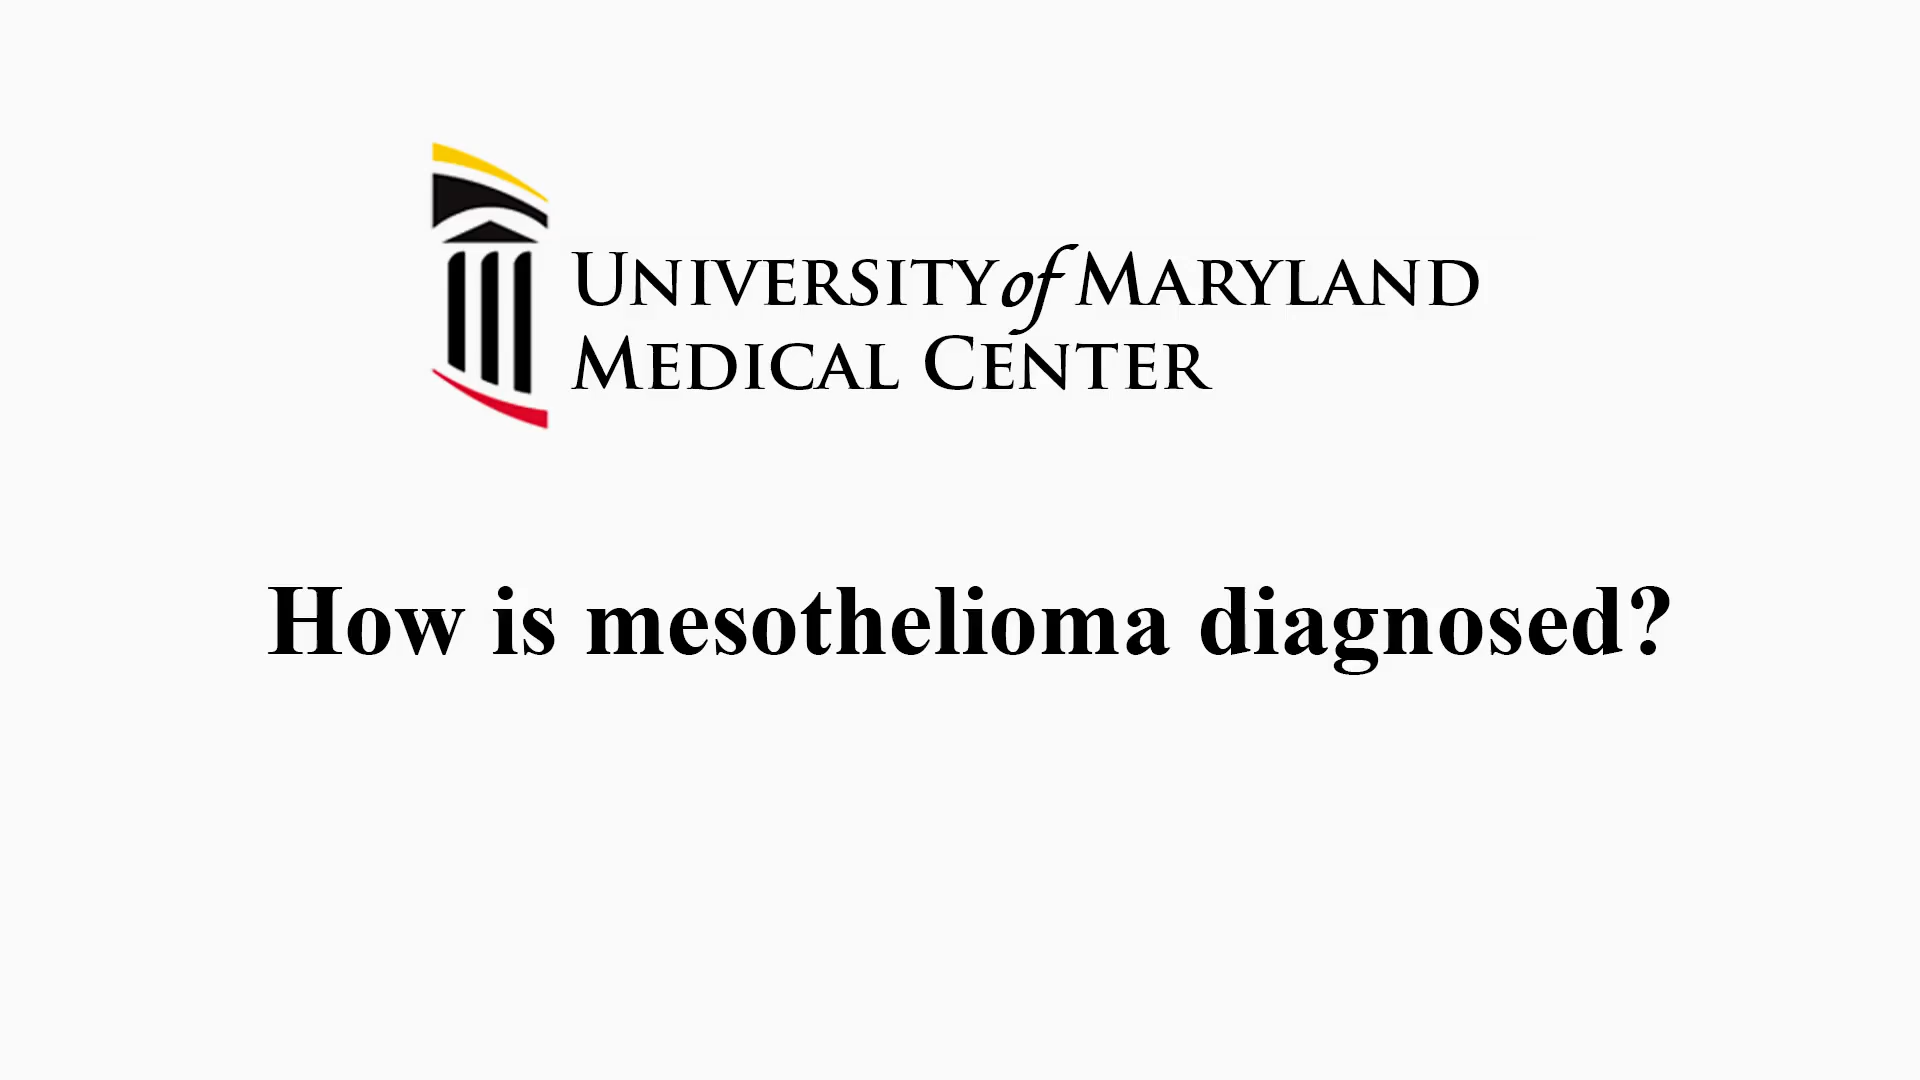 University of Maryland
Medical Center
How is mesothelioma diagnosed?